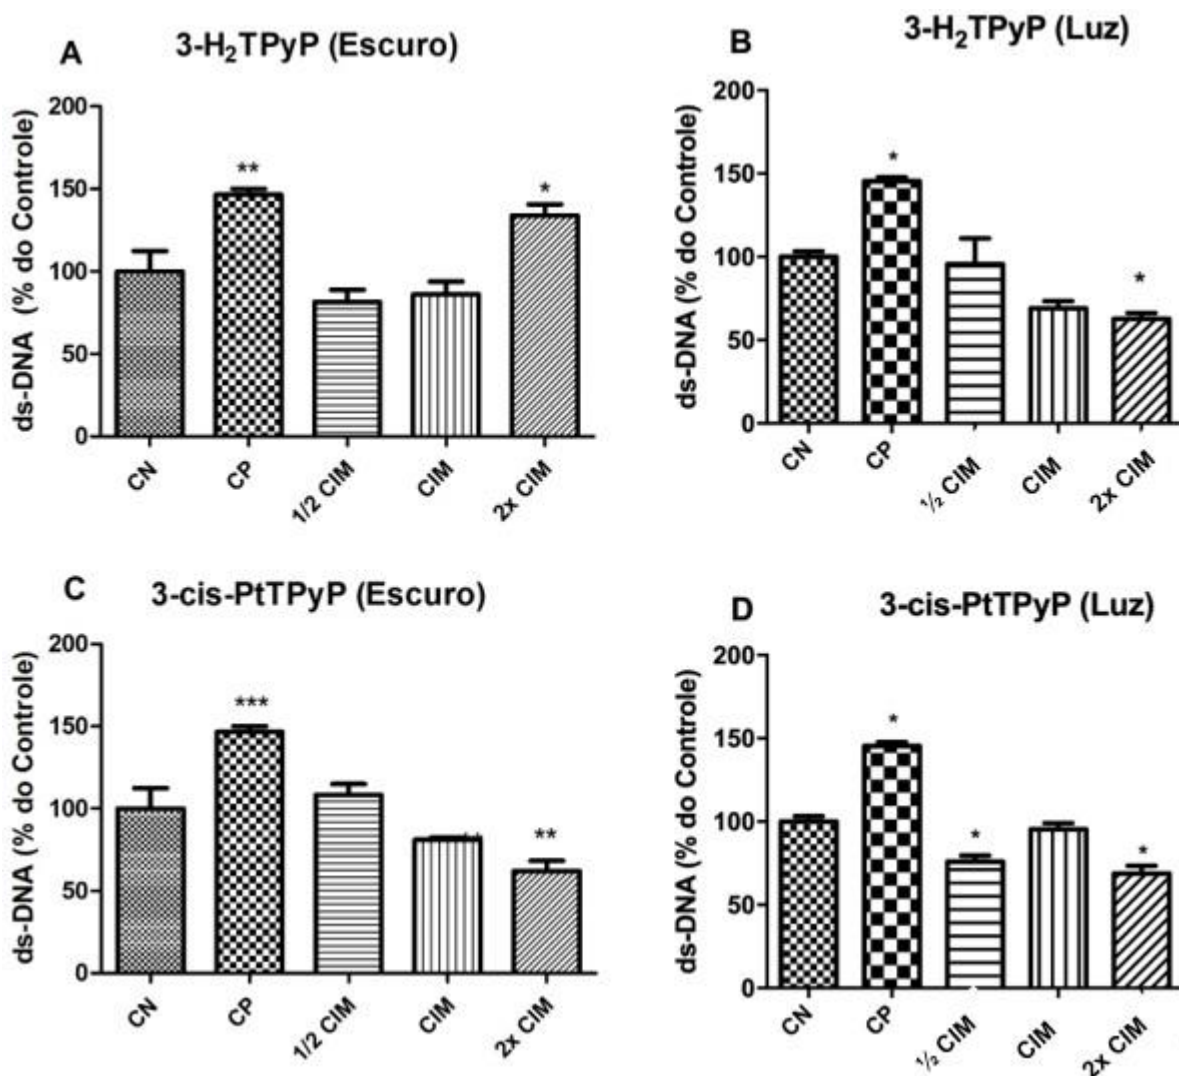 A
3-H₂TPyP (Escuro)
ds-DNA (% do Controle)
200
150
100
50
0
**
*
CN
CP
1/2 CIM
CIM
2x CIM
B
3-H₂TPyP (Luz)
ds-DNA (% do Controle)
200
150
100
50
0
*
*
CN
CP
½ CIM
CIM
2x CIM
C
3-cis-PtTPyP (Escuro)
ds-DNA (% do Controle)
200
150
100
50
0
***
**
CN
CP
1/2 CIM
CIM
2x CIM
D
3-cis-PtTPyP (Luz)
ds-DNA (% do Controle)
200
150
100
50
0
*
*
*
CN
CP
½ CIM
CIM
2x CIM